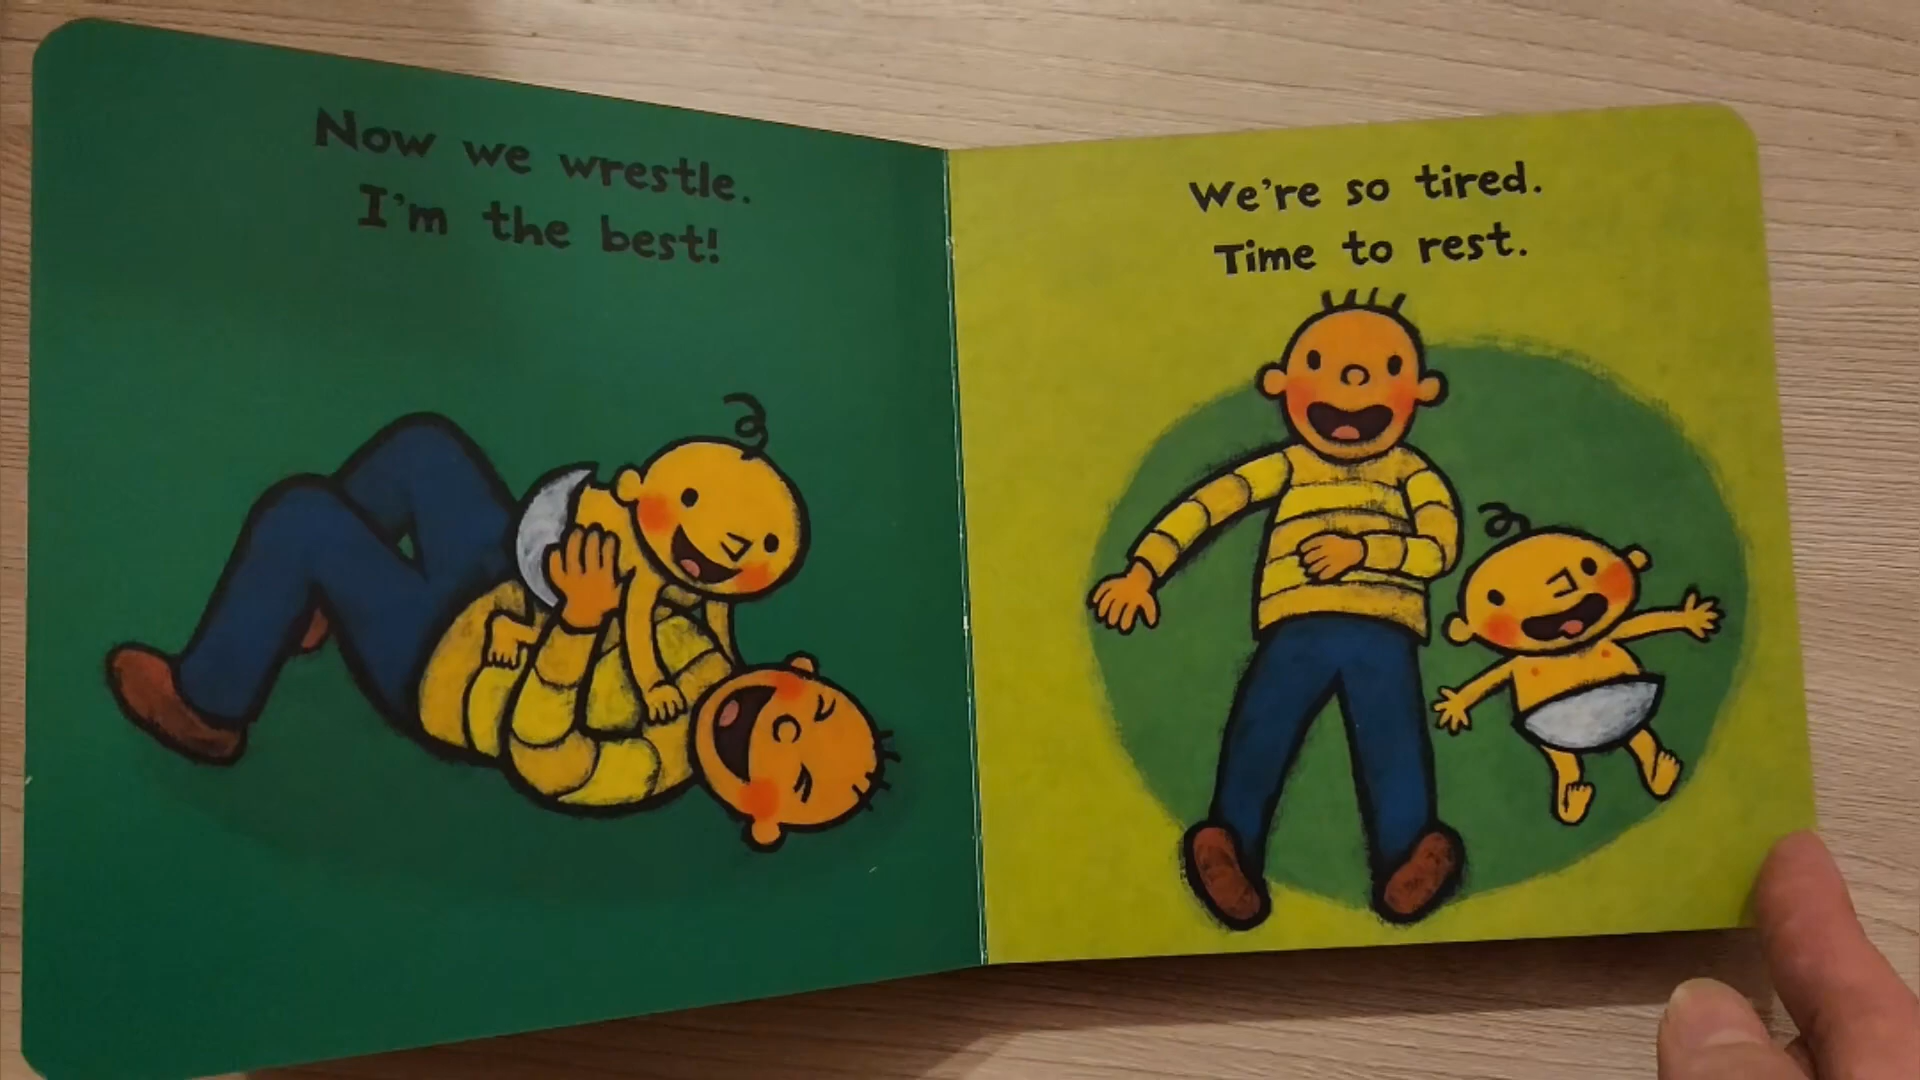 Now we wrestle.
I'm the best!
We're so tired.
Time to rest.